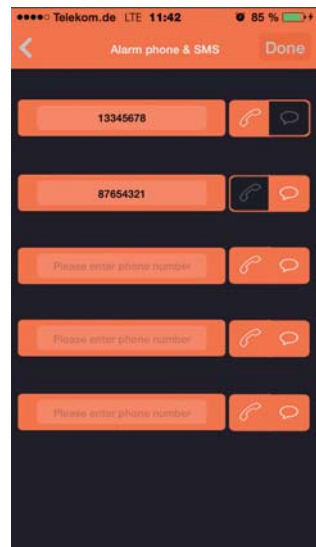 Telekom.de LTE 11:42 85 %
Alarm phone & SMS Done
13345678
87654321
Please enter phone number
Please enter phone number
Please enter phone number